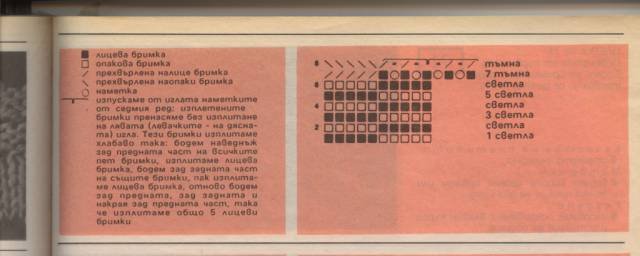 лицева бримка
опакова бримка
прехвърлена налице бримка
прехвърлена наопаки бримка
наметка
изпускаме от иглата наметките
от седмия ред; изплетените
бримки пренасяме без изплитане
на лявата (левачките - на дясна-
та) игла. Тези бримки изплитаме
хлабаво така: бодем наведнъж
зад предната част на всичките
пет бримки, изплитаме лицева
бримка, бодем зад задната част
на същите бримки, пак изплита-
ме лицева бримка, отново бодем
зад предната, зад задната и
накрая зад предната част, така
че изплитаме общо 5 лицеви
бримки
8 тъмна
7 тъмна
6 светла
5 светла
4 светла
3 светла
2 светла
1 светла